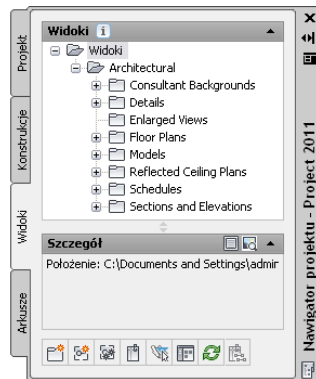 Widoki
Widoki
Architectural
Consultant Backgrounds
Details
Enlarged Views
Floor Plans
Models
Reflected Ceiling Plans
Schedules
Sections and Elevations
Szczegół
Położenie: C:\Documents and Settings\admir
Projekt
Konstrukcje
Widoki
Arkusze
Nawigator projektu - Project 2011